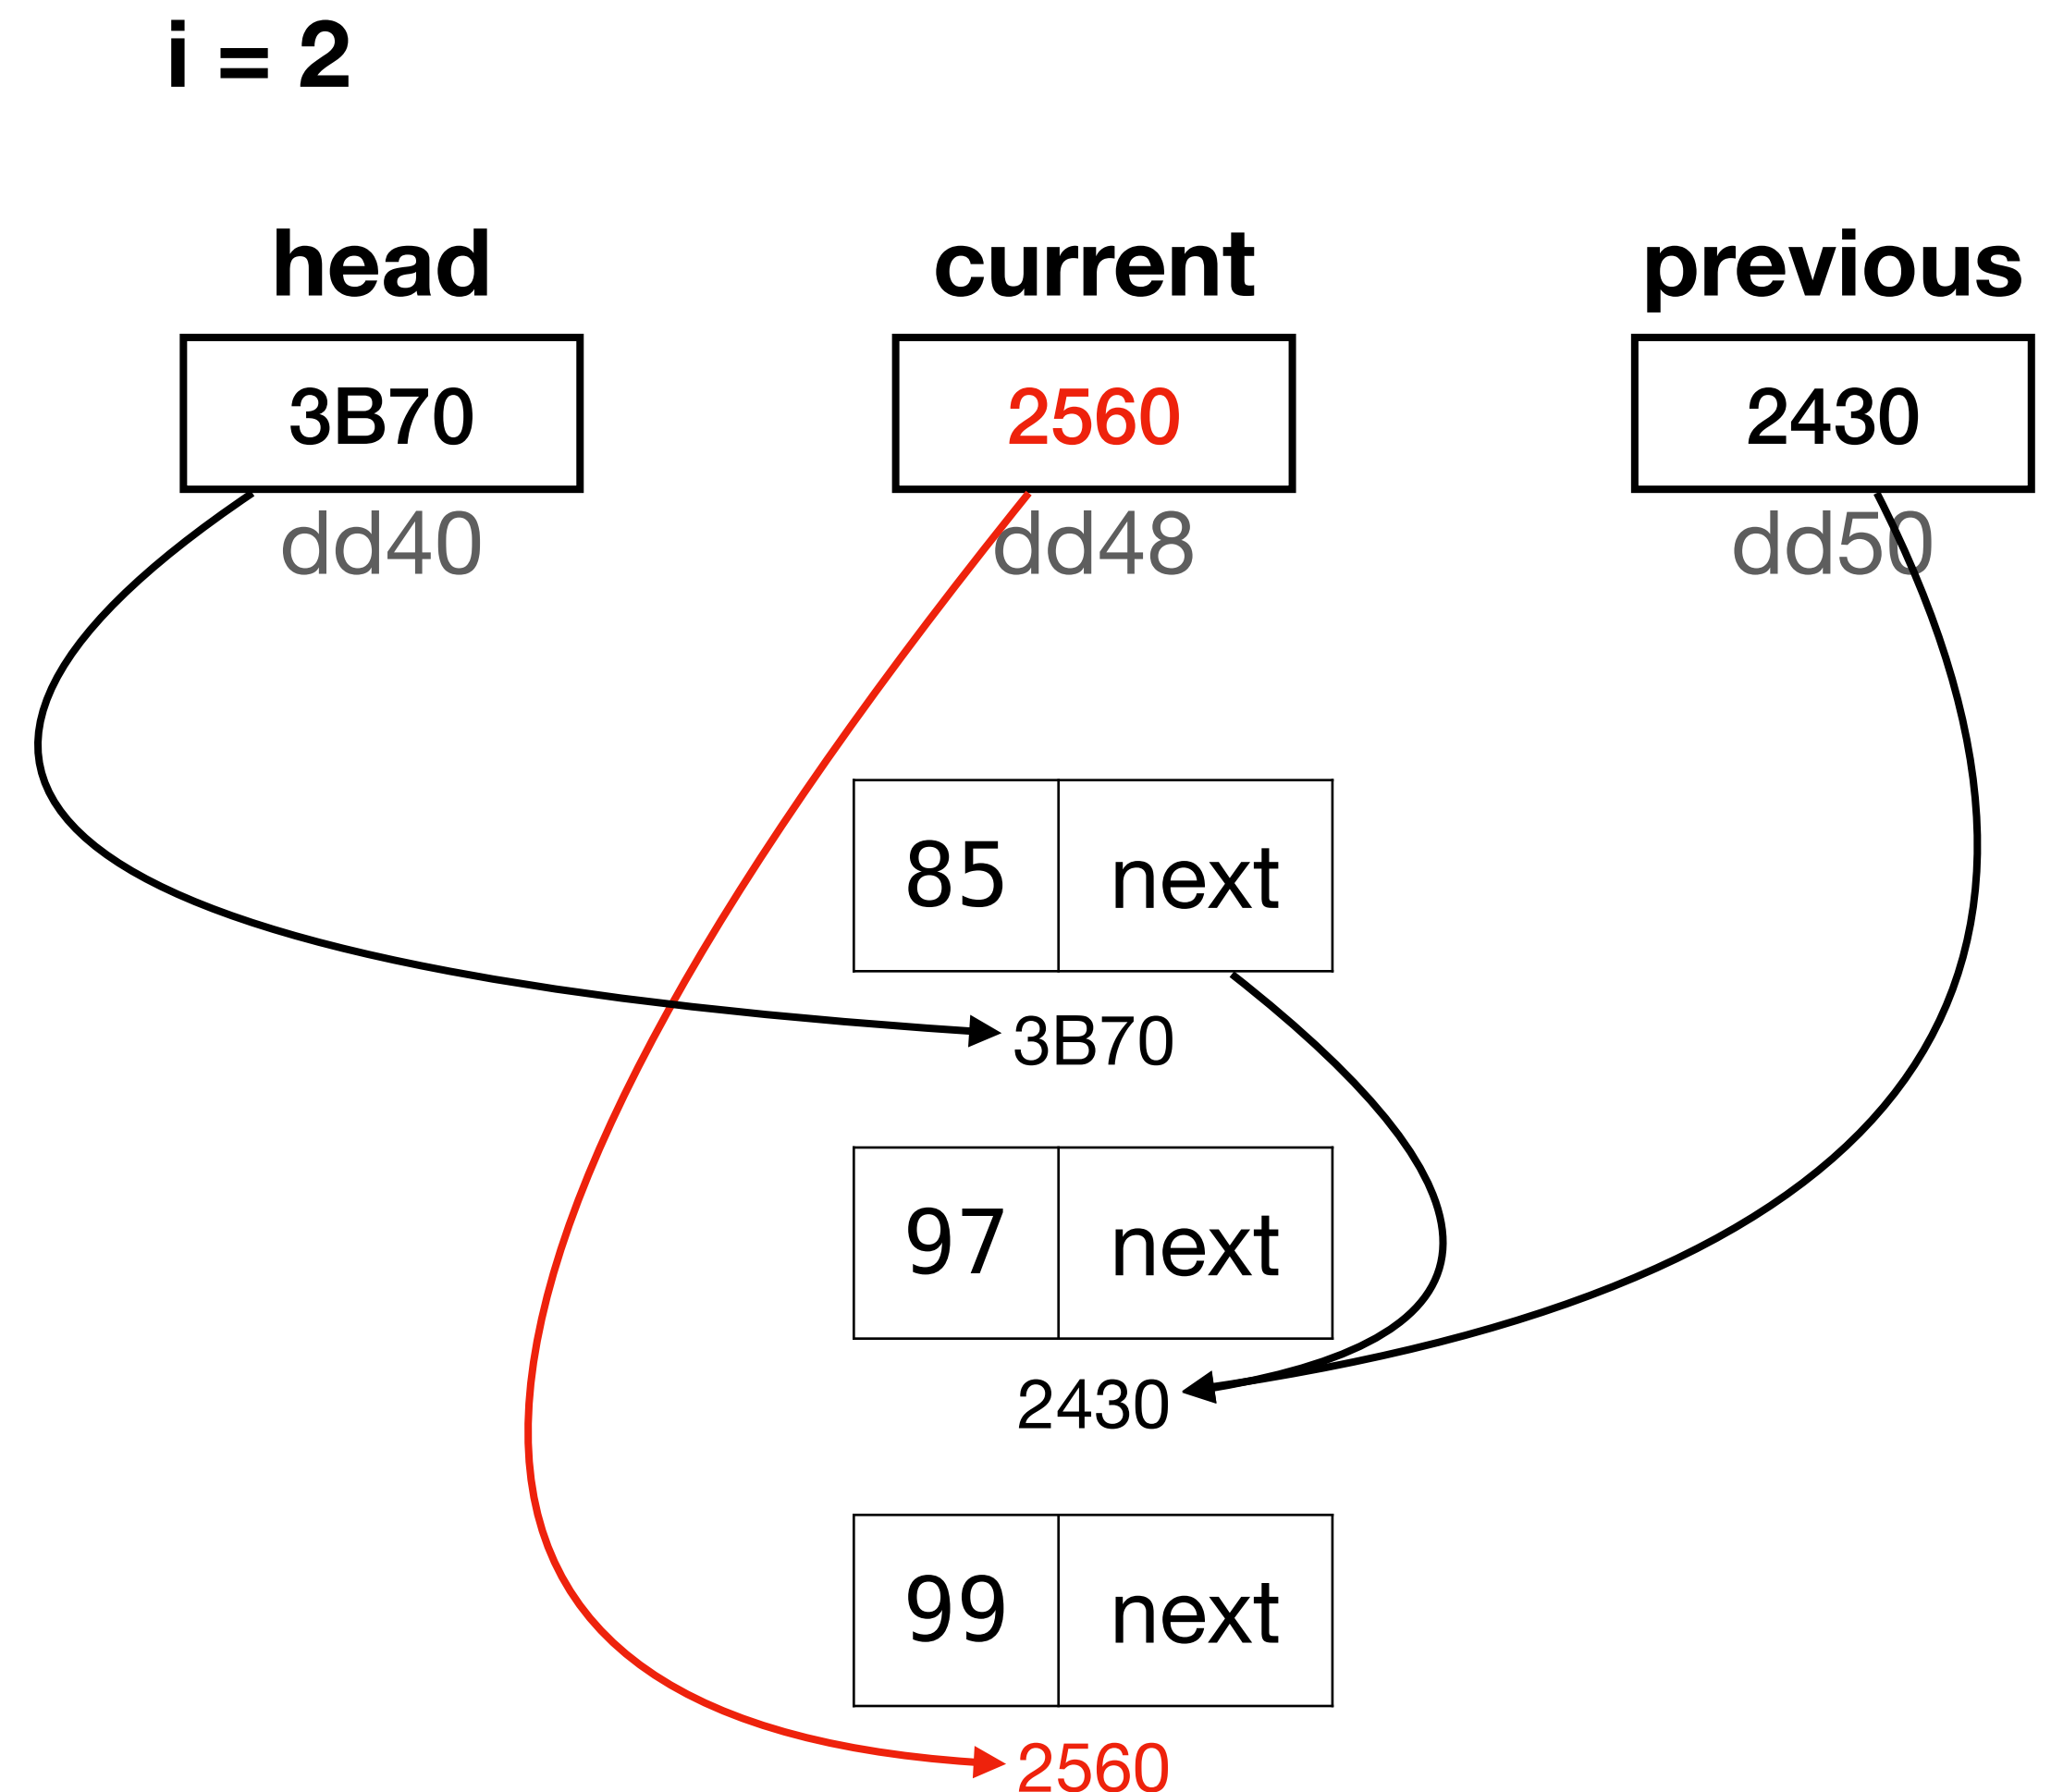 i = 2
head current previous
3B70 2560 2430
dd40 dd48 dd50
85 next
3B70
97 next
2430
99 next
2560